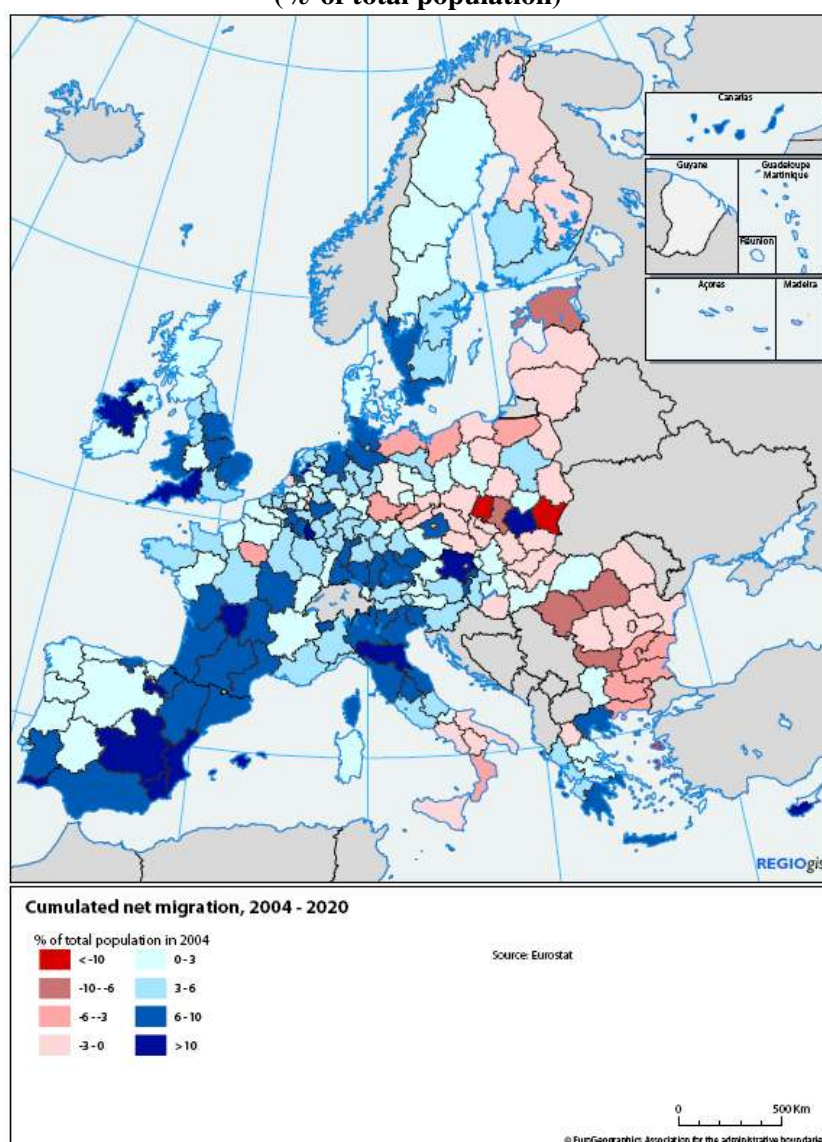 (% of total population)
Canarias
Guyane
Guadeloupe
Martinique
Réunion
Açores
Madeira
REGIOgis
Cumulated net migration, 2004 - 2020
% of total population in 2004
< -10
0 - 3
-10 - -6
3 - 6
-6 - -3
6 - 10
-3 - 0
> 10
Source: Eurostat
0
500 Km
© EuroGeographics Association for the administrative boundarie